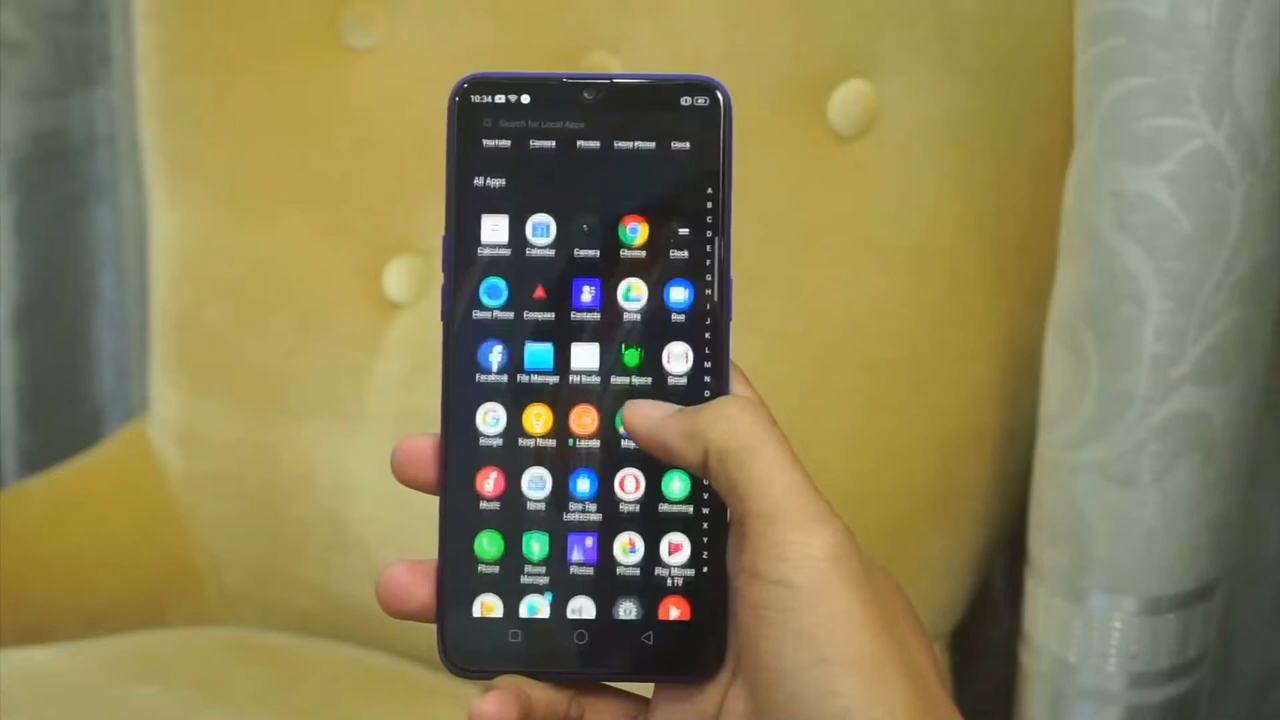 10:34
Search for Local Apps
YouTube Camera Photos Clone Phone Clock
All Apps
A
B
C
D
E
F
G
H
I
J
K
L
M
N
O
U
V
W
X
Y
Z
#
Calculator Calendar Camera Chrome Clock
Clone Phone Compass Contacts Drive Duo
Facebook File Manager FM Radio Game Space Gmail
Google Keep Notes Lazada
Music News One-Tap Lockscreen Opera ORoaming
Phone Phone Manager Photos Photos Play Movies & TV